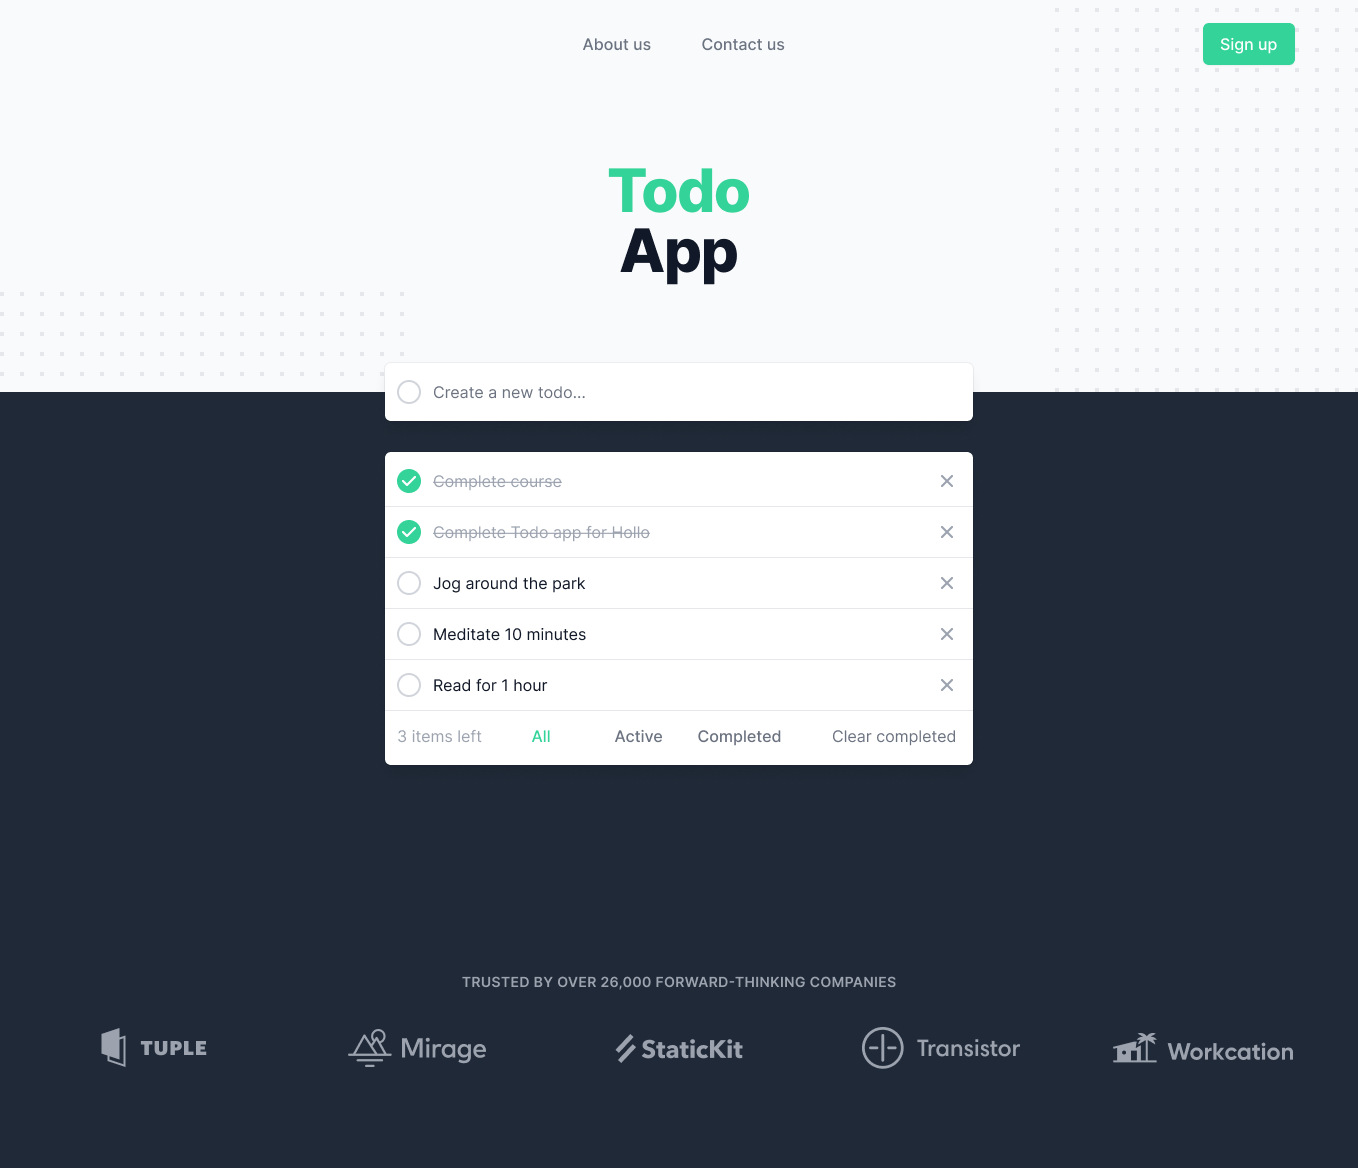 About us Contact us Sign up
Todo
App
Create a new todo...
Complete course
Complete Todo app for Hollo
Jog around the park
Meditate 10 minutes
Read for 1 hour
3 items left All Active Completed Clear completed
TRUSTED BY OVER 26,000 FORWARD-THINKING COMPANIES
TUPLE Mirage StaticKit Transistor Workcation